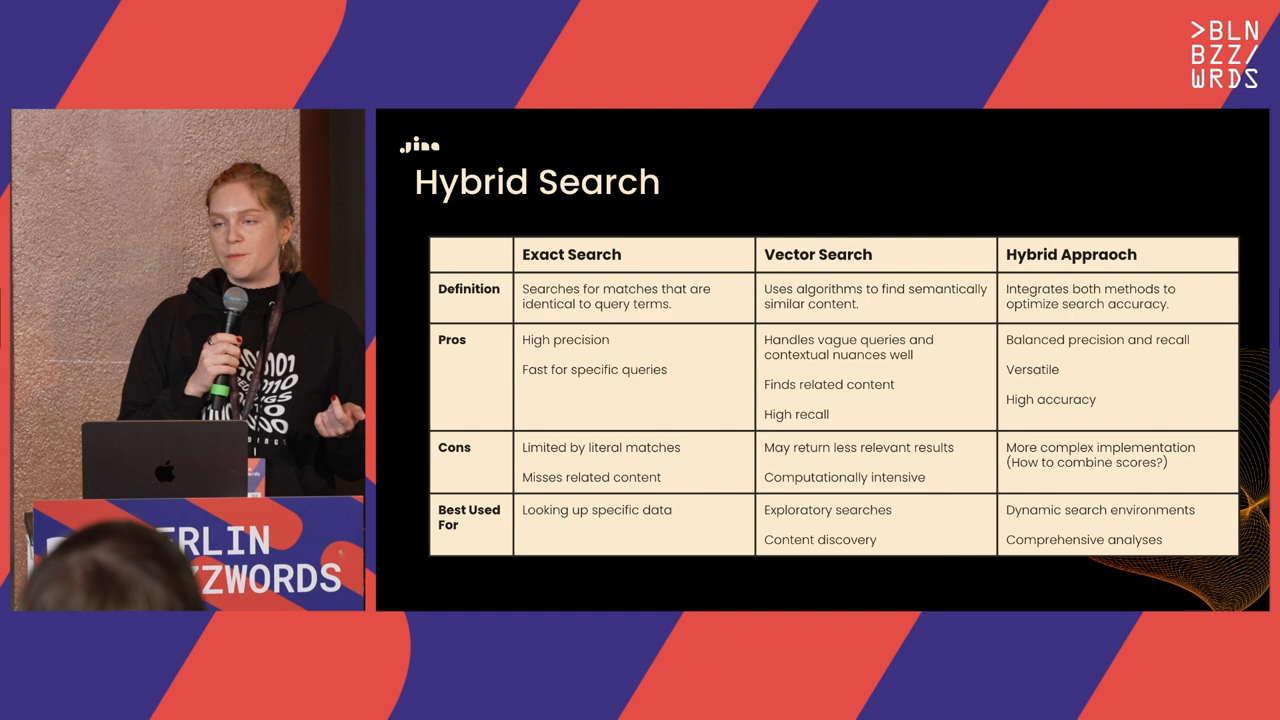 >BLN
BZZ/
WRDS
Jina
Hybrid Search
Exact Search
Vector Search
Hybrid Appraoch
Definition
Searches for matches that are
identical to query terms.
Uses algorithms to find semantically
similar content.
Integrates both methods to
optimize search accuracy.
Pros
High precision
Fast for specific queries
Handles vague queries and
contextual nuances well
Finds related content
High recall
Balanced precision and recall
Versatile
High accuracy
Cons
Limited by literal matches
Misses related content
May return less relevant results
Computationally intensive
More complex implementation
(How to combine scores?)
Best Used
For
Looking up specific data
Exploratory searches
Content discovery
Dynamic search environments
Comprehensive analyses
ERLIN
ZZWORDS